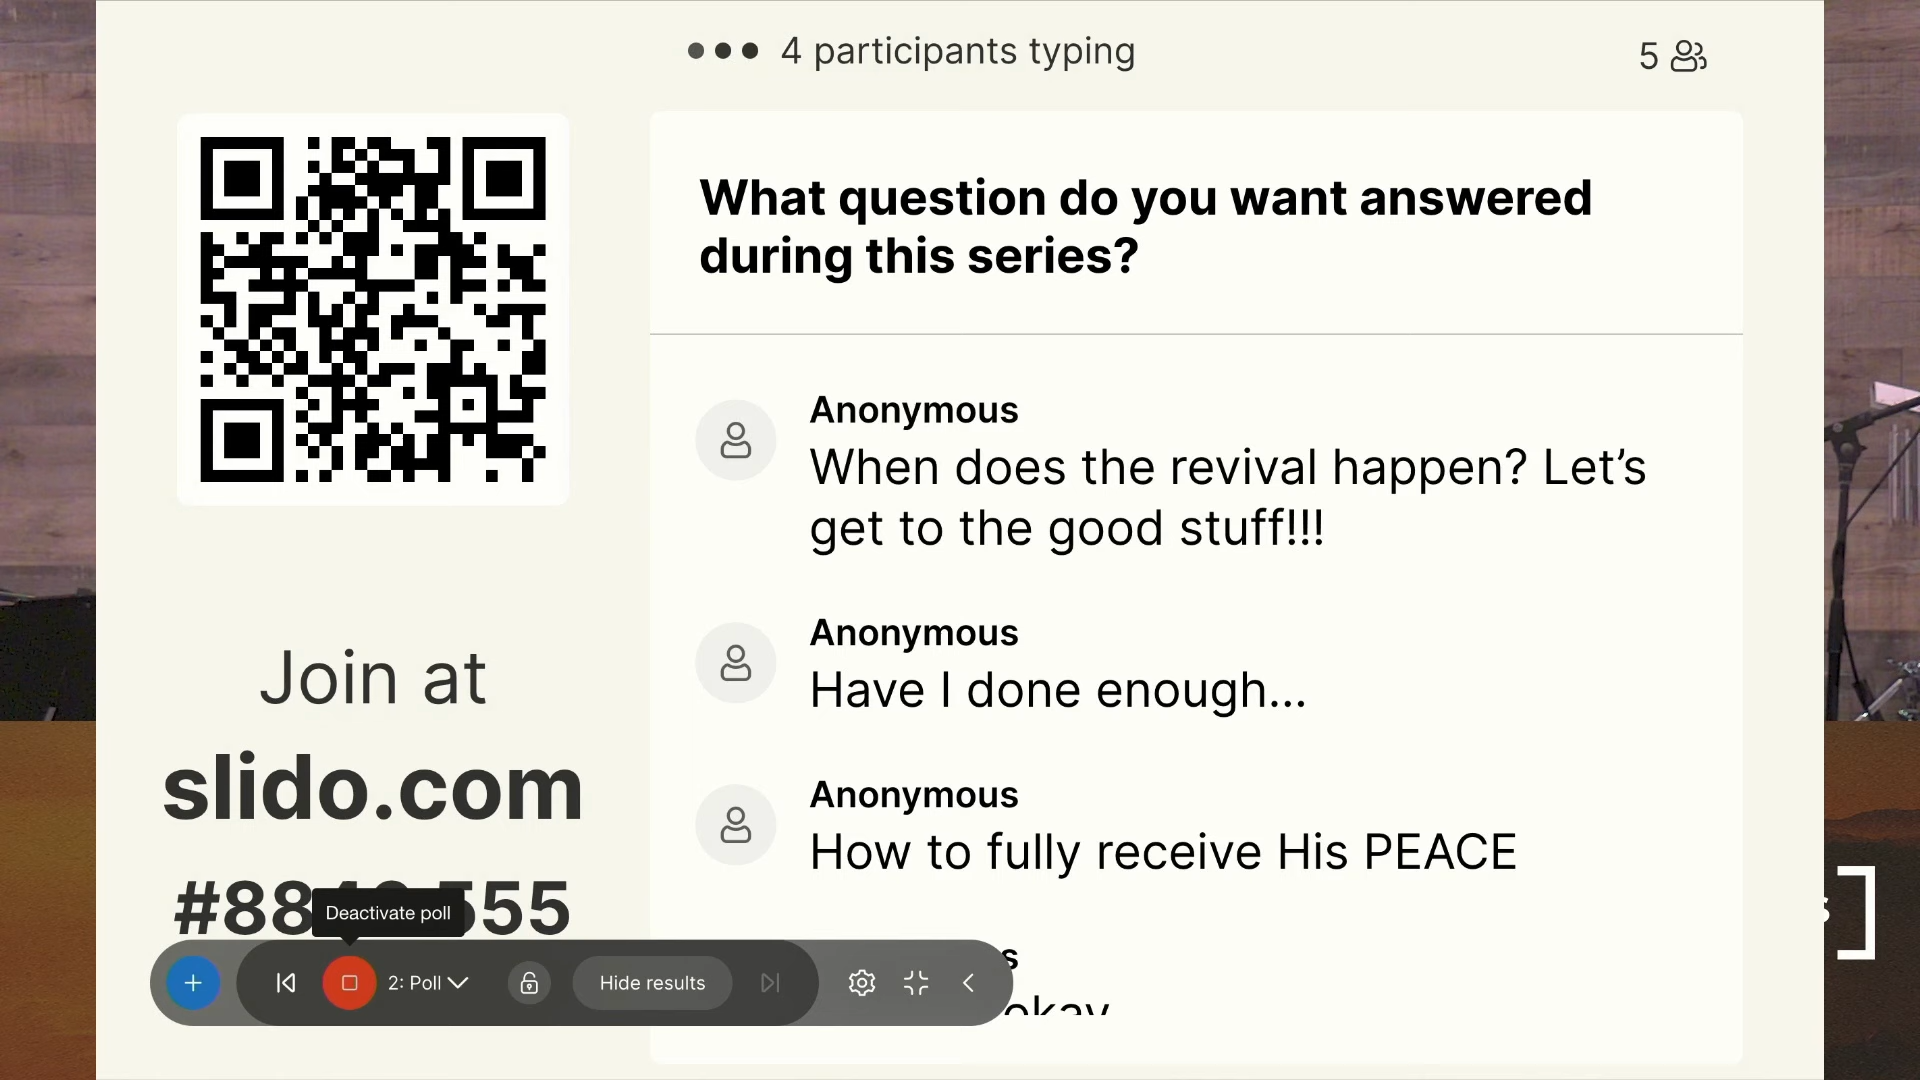 4 participants typing
5
What question do you want answered
during this series?
Anonymous
When does the revival happen? Let’s
get to the good stuff!!!
Anonymous
Have I done enough...
Anonymous
How to fully receive His PEACE
okay
Join at
slido.com
Deactivate poll
2: Poll
Hide results